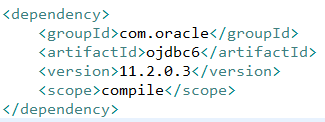 <dependency>
    <groupId>com.oracle</groupId>
    <artifactId>ojdbc6</artifactId>
    <version>11.2.0.3</version>
    <scope>compile</scope>
</dependency>